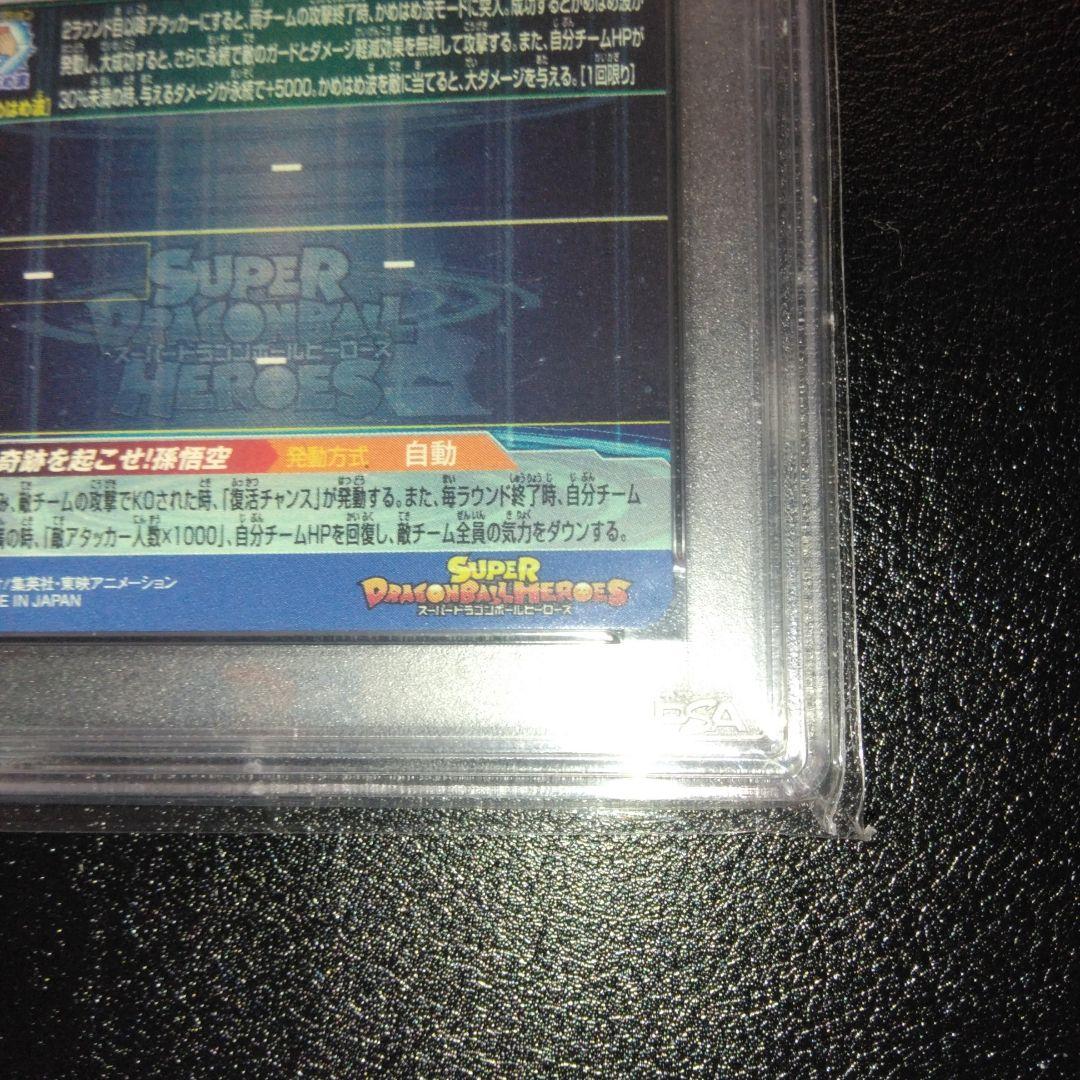 2ラウンド目以降アタッカーにすると、両チームの攻撃終了時、かめはめ波モードに突入。成功するとかめはめ波が
発動し、大成功すると、さらに永続で敵のガードとダメージ軽減効果を無視して攻撃する。また、自分チームHPが
30%未満の時、与えるダメージが永続で+5000。かめはめ波を敵に当てると、大ダメージを与える。[1回限り]
はめ波]
SUPER
DRAGONBALL
スーパードラゴンボールヒーローズ
HEROES
奇跡を起こせ!孫悟空 発動方式 自動
み、敵チームの攻撃でKOされた時、「復活チャンス」が発動する。また、毎ラウンド終了時、自分チーム
の時、「敵アタッカー人数×1000」、自分チームHPを回復し、敵チーム全員の気力をダウンする。
/集英社・東映アニメーション
E IN JAPAN
SUPER
DRAGONBALL HEROES
スーパードラゴンボールヒーローズ
PSA